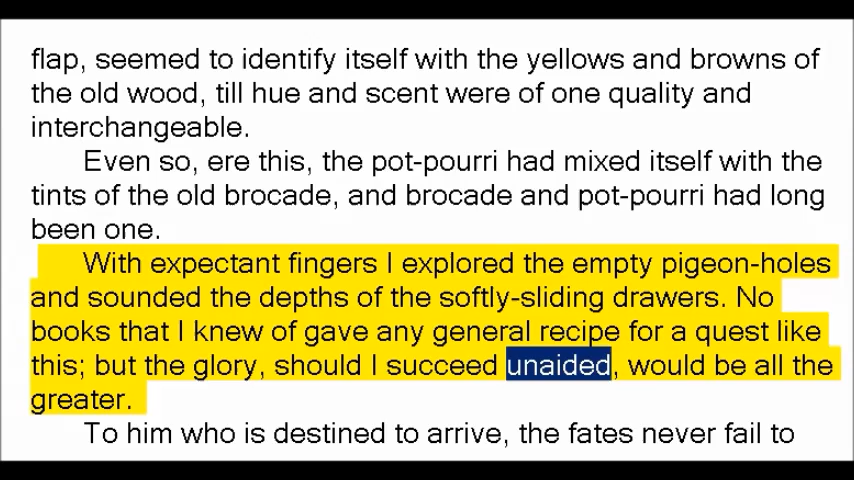 flap, seemed to identify itself with the yellows and browns of
the old wood, till hue and scent were of one quality and
interchangeable.
Even so, ere this, the pot-pourri had mixed itself with the
tints of the old brocade, and brocade and pot-pourri had long
been one.
With expectant fingers I explored the empty pigeon-holes
and sounded the depths of the softly-sliding drawers. No
books that I knew of gave any general recipe for a quest like
this; but the glory, should I succeed unaided, would be all the
greater.
To him who is destined to arrive, the fates never fail to